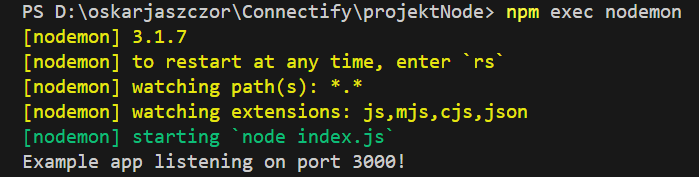 PS D:\oskarjaszczor\Connectify\projektNode> npm exec nodemon
[nodemon] 3.1.7
[nodemon] to restart at any time, enter `rs`
[nodemon] watching path(s): *.*
[nodemon] watching extensions: js,mjs,cjs,json
[nodemon] starting `node index.js`
Example app listening on port 3000!